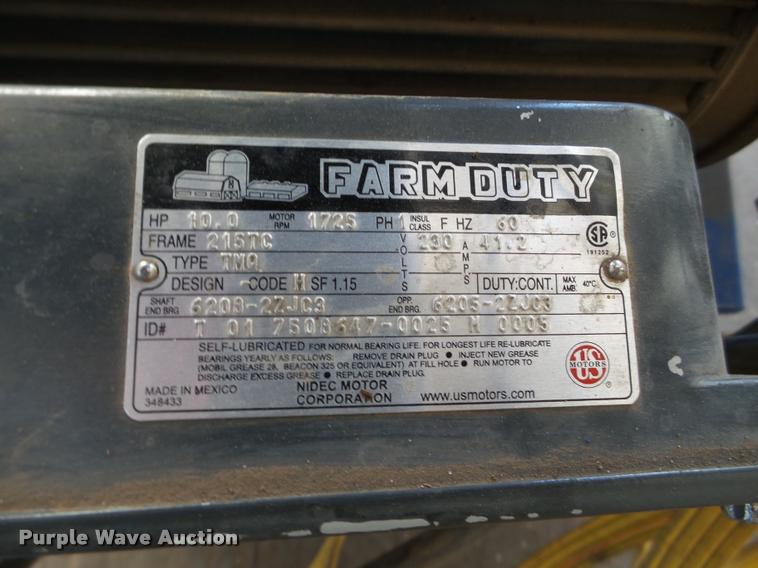 FARM DUTY
HP 10.0 MOTOR RPM 1725 PH 1 INSUL CLASS F HZ 60
FRAME 215TC VOLTS 230 AMPS 41.2
TYPE TM9
DESIGN - CODE H SF 1.15 DUTY: CONT. MAX AMB 40°C
SHAFT END BRG 6208-2ZJC3 OPP. END BRG 6205-2ZJC3
ID# T 01 7508647-0025 H 0005
SA ®
191252
SELF-LUBRICATED FOR NORMAL BEARING LIFE. FOR LONGEST LIFE RE-LUBRICATE
BEARINGS YEARLY AS FOLLOWS: REMOVE DRAIN PLUG ● INJECT NEW GREASE
(MOBIL GREASE 28, BEACON 325 OR EQUIVALENT) AT FILL HOLE ● RUN MOTOR TO
DISCHARGE EXCESS GREASE ● REPLACE DRAIN PLUG.
US MOTORS ®
MADE IN MEXICO
348433
NIDEC MOTOR
CORPORATION
www.usmotors.com
Purple Wave Auction